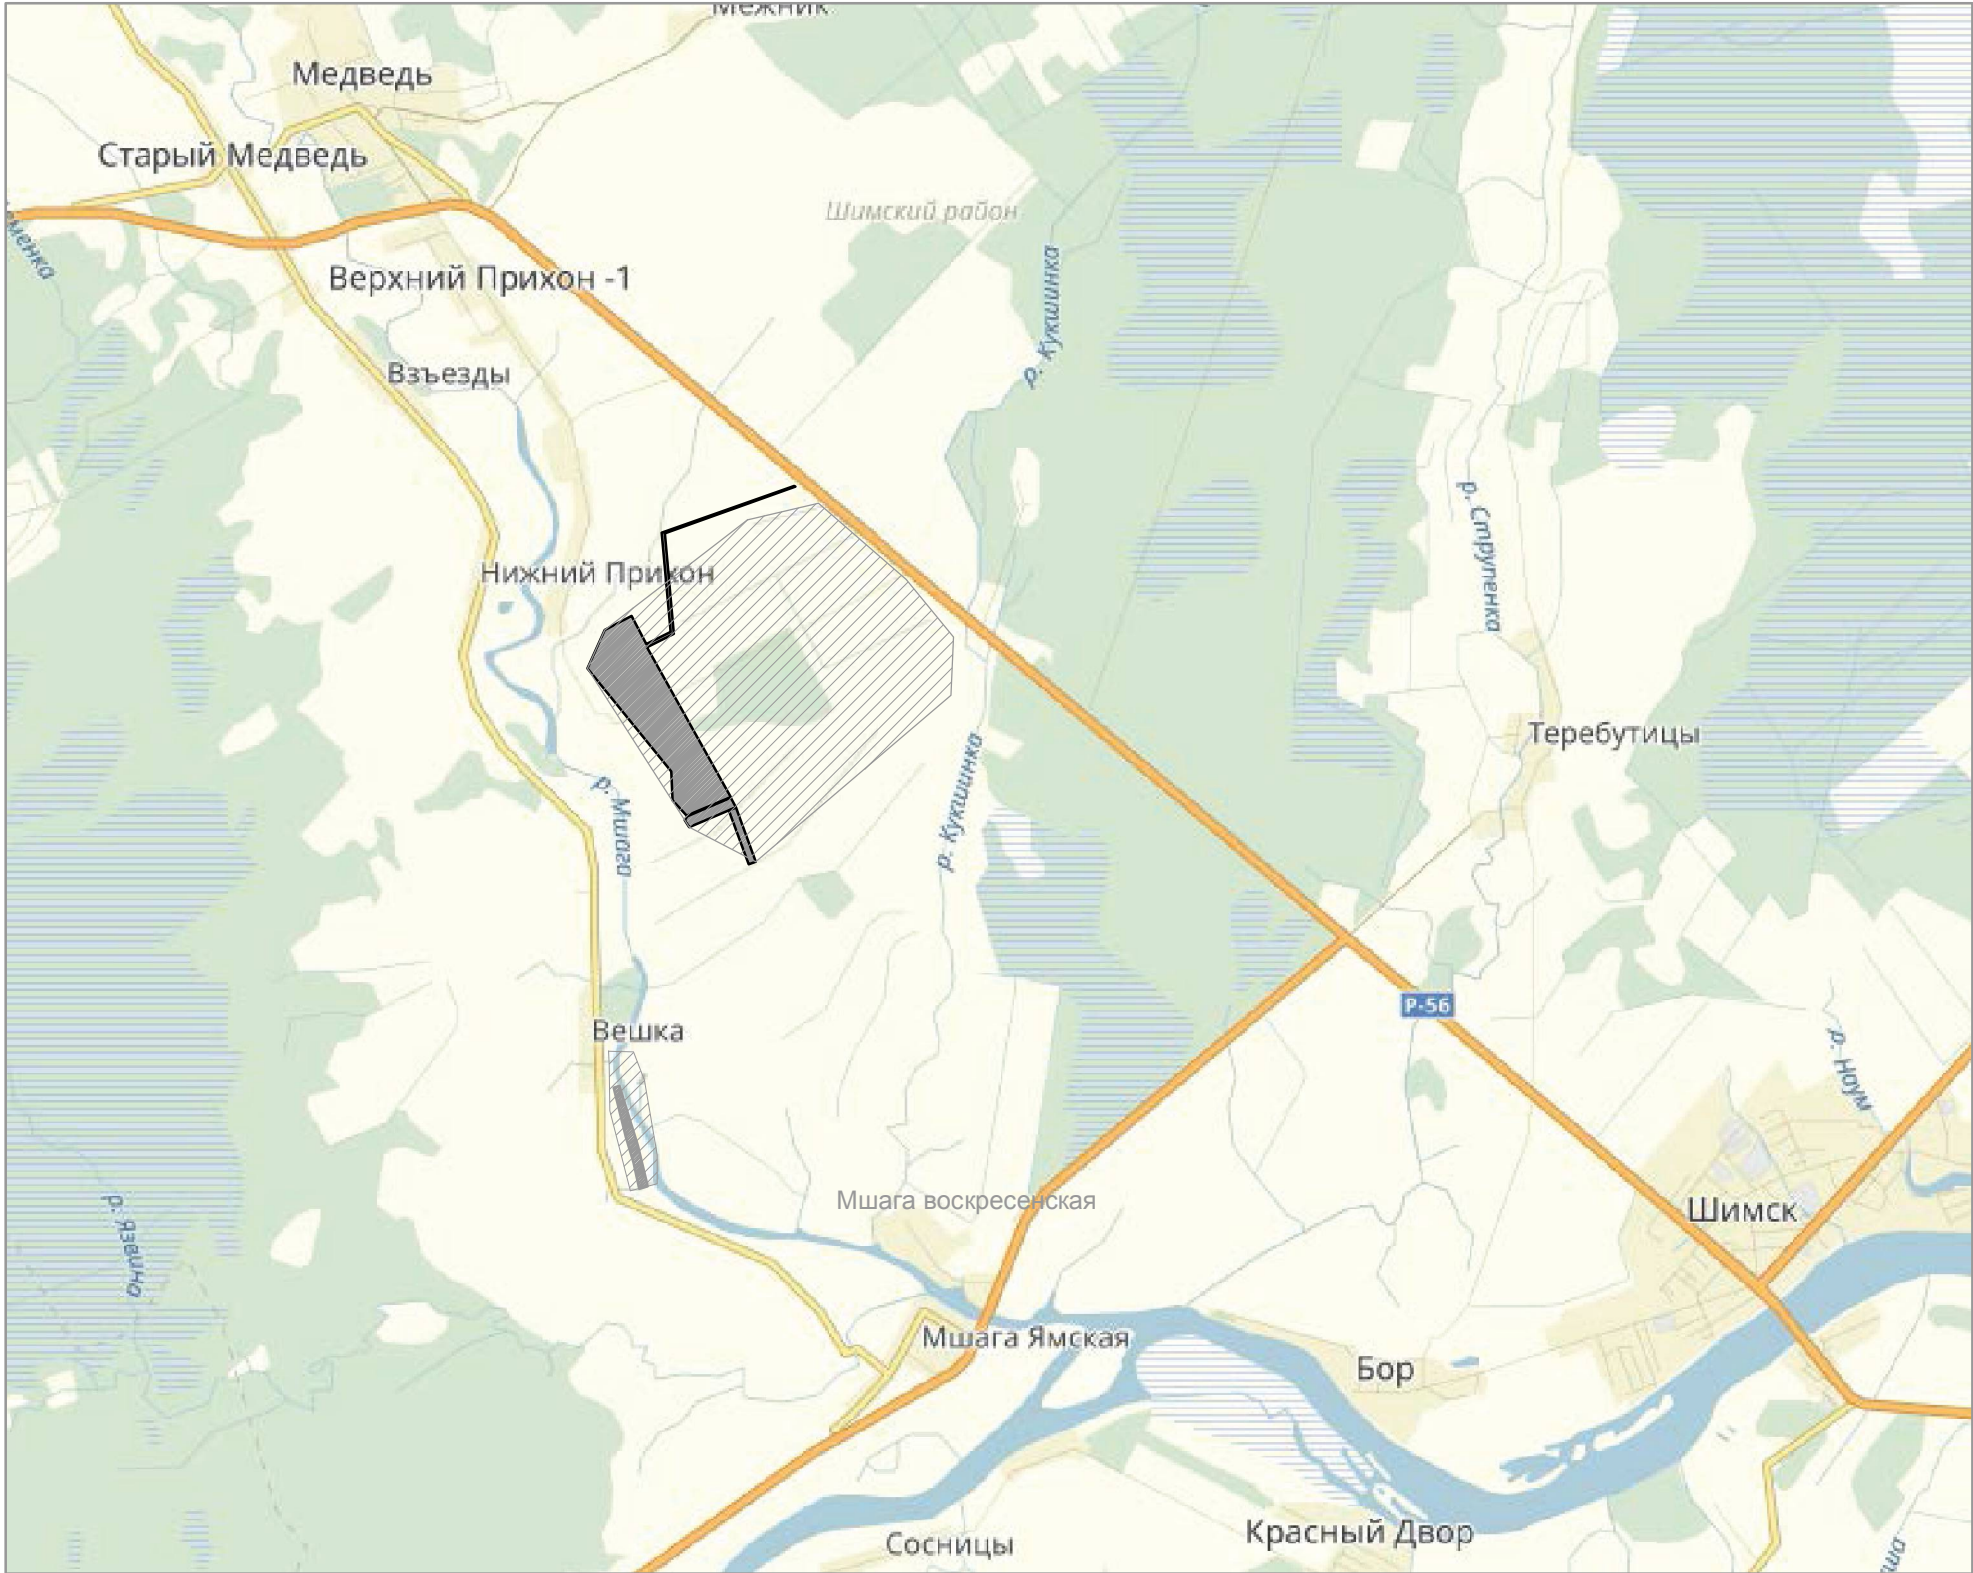 Межник
Медведь
Старый Медведь
Шимский район
Верхний Прихон -1
р. Кукшинка
Взъезды
р. Струпенка
Нижний Прихон
Теребутицы
р. Мшага
р. Кукшинка
Р-56
Вешка
р. Ноум
р. Язвино
Мшага воскресенская
Шимск
Мшага Ямская
Бор
Красный Двор
Сосницы